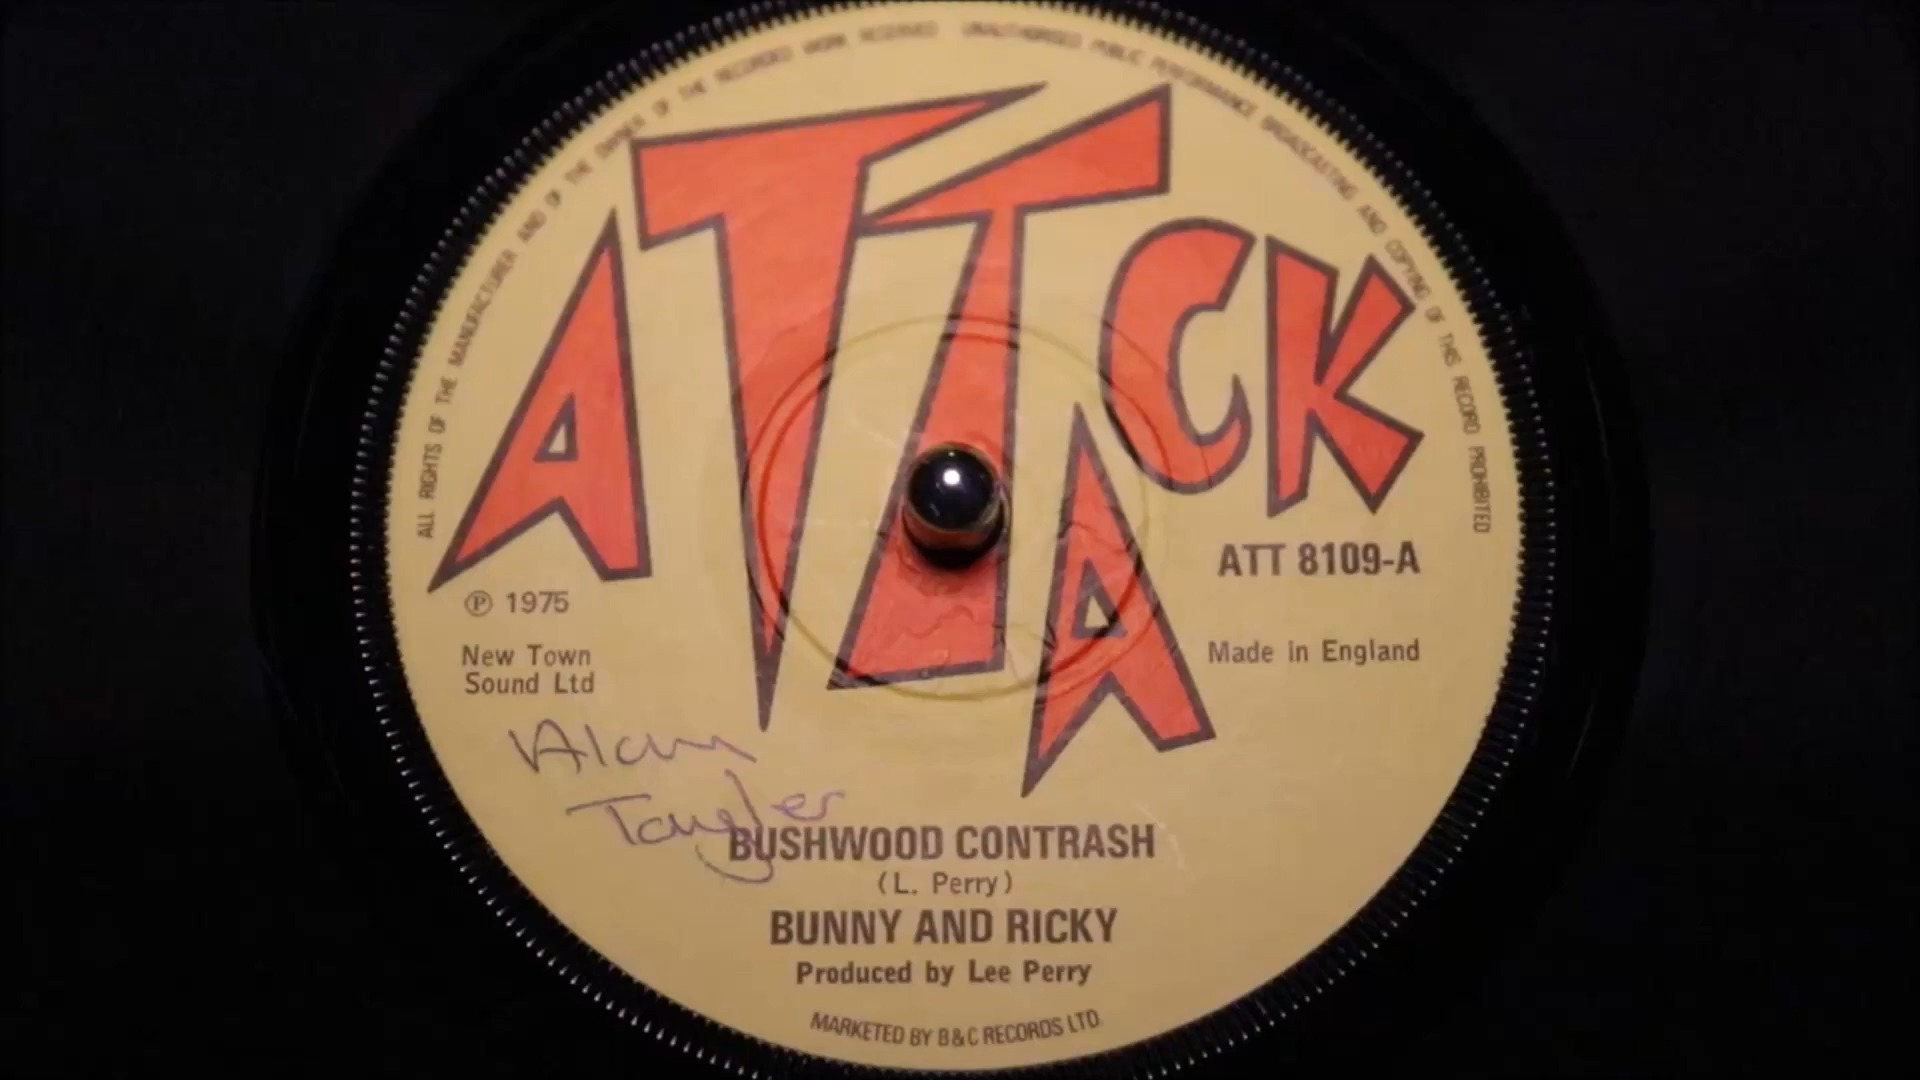 ALL RIGHTS OF THE MANUFACTURER AND OF THE OWNER OF THE RECORDED WORK RESERVED UNAUTHORISED PUBLIC PERFORMANCE BROADCASTING AND COPYING OF THIS RECORD PROHIBITED
ATTACK
ATT 8109-A
Ⓟ 1975
New Town
Sound Ltd
Made in England
Alan
Tayler
BUSHWOOD CONTRASH
(L. Perry)
BUNNY AND RICKY
Produced by Lee Perry
MARKETED BY B&C RECORDS LTD.